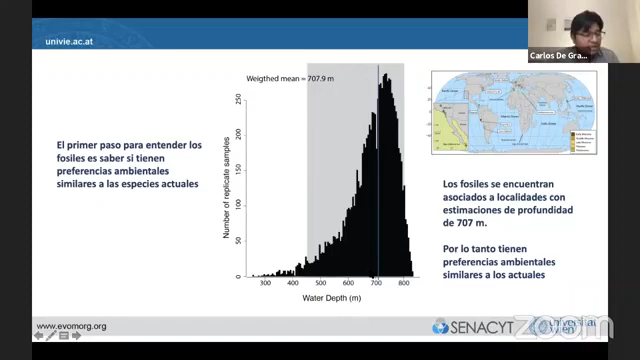 univie.ac.at
Carlos De Gra...
Weigthed mean = 707.9 m
El primer paso para entender los
fosiles es saber si tienen
preferencias ambientales
similares a las especies actuales
Number of replicate samples
250
200
150
100
50
0
300
400
500
600
700
800
Water Depth (m)
Los fosiles se encuentran
asociados a localidades con
estimaciones de profundidad
de 707 m.
Por lo tanto tienen
preferencias ambientales
similares a los actuales
www.evomorg.org
SENACYT
universität
wien
zoom